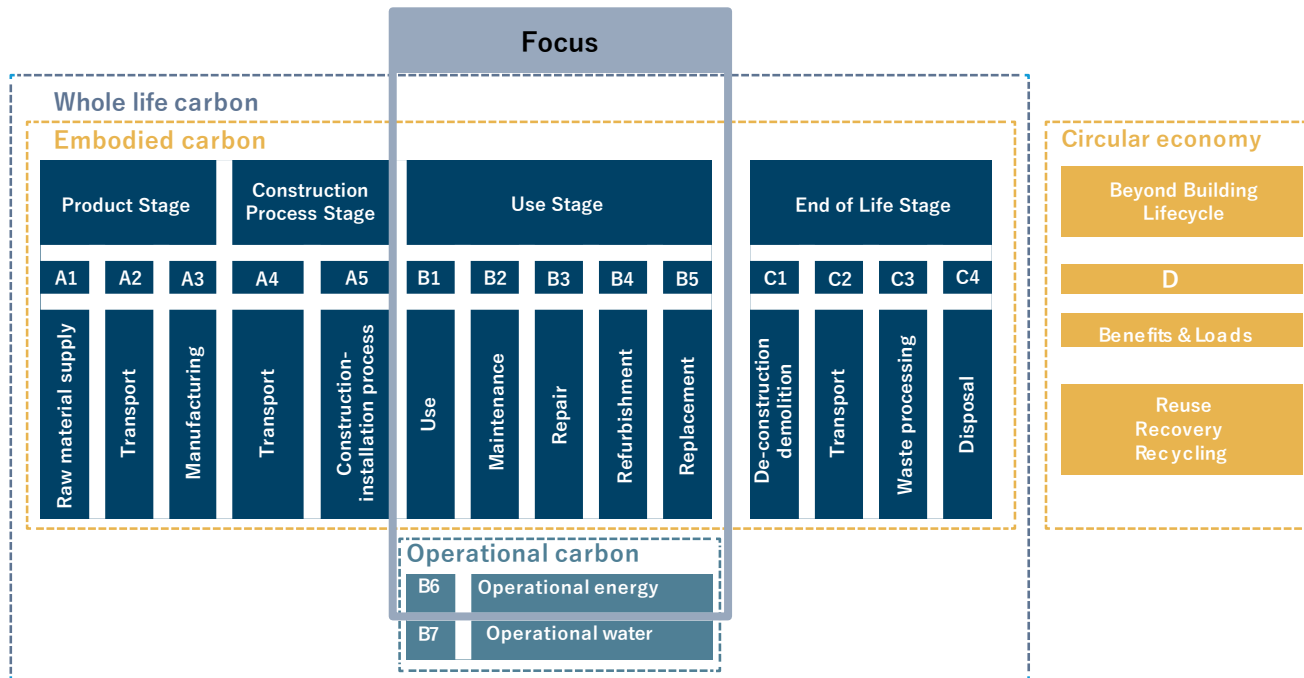 Focus
Whole life carbon
Embodied carbon
Circular economy
Product Stage
Construction
Process Stage
Use Stage
End of Life Stage
Beyond Building
Lifecycle
A1
A2
A3
A4
A5
B1
B2
B3
B4
B5
C1
C2
C3
C4
D
Raw material supply
Transport
Manufacturing
Transport
Construction-
installation process
Use
Maintenance
Repair
Refurbishment
Replacement
De-construction
demolition
Transport
Waste processing
Disposal
Benefits & Loads
Reuse
Recovery
Recycling
Operational carbon
B6
Operational energy
B7
Operational water